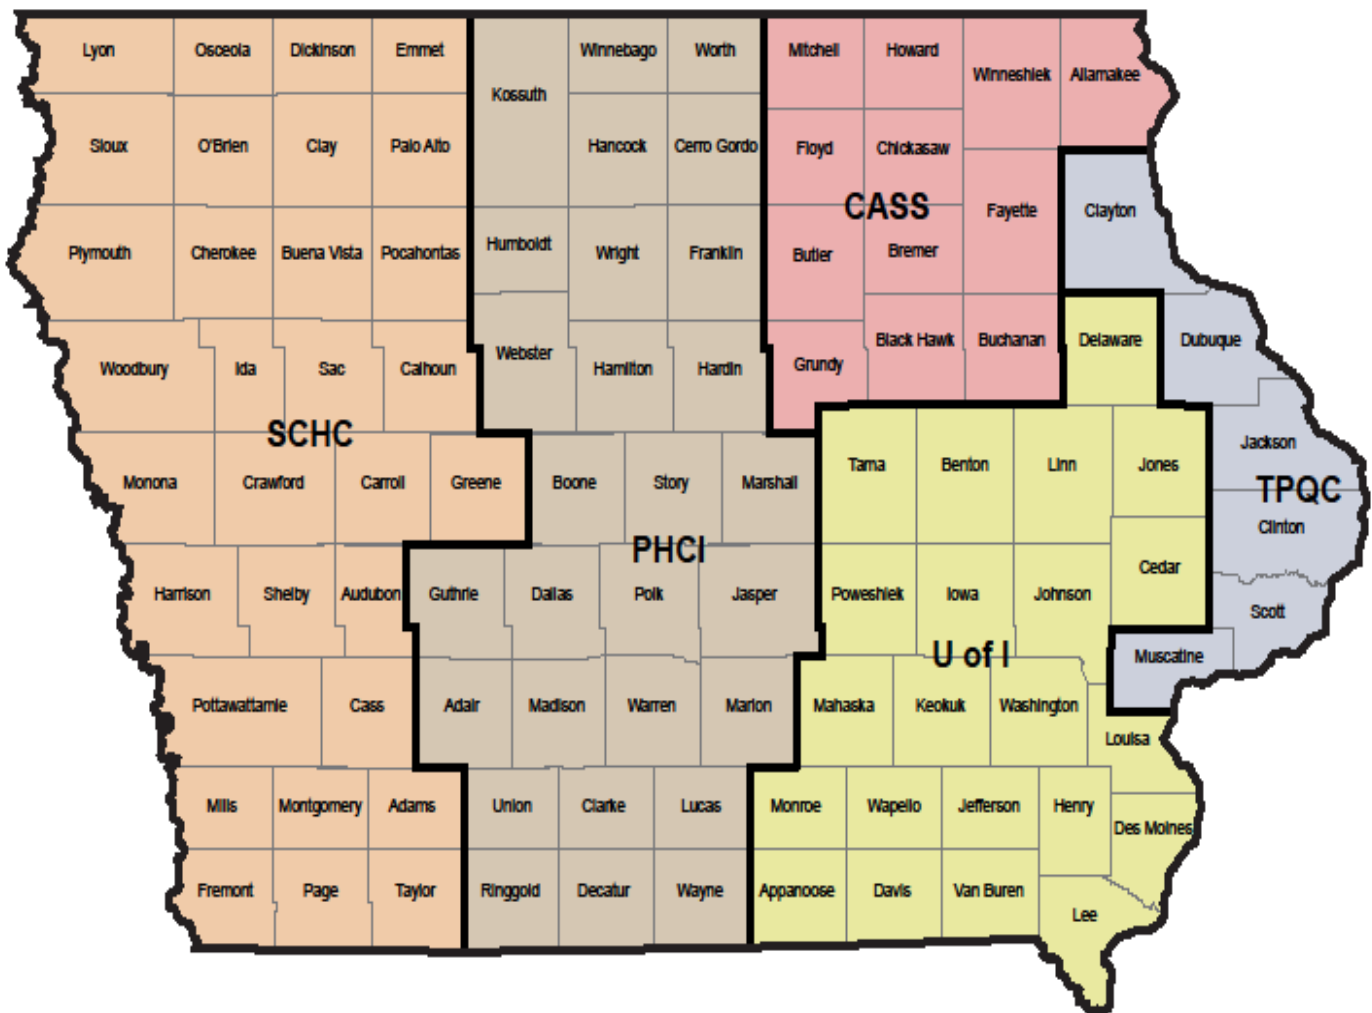 Lyon Osceola Dickinson Emmet Winnebago Worth Mitchell Howard
Kossuth Winneshiek Allamakee
Sioux O'Brien Clay Palo Alto Hancock Cerro Gordo Floyd Chickasaw
CASS
Fayette Clayton
Plymouth Cherokee Buena Vista Pocahontas Humboldt Wright Franklin Butler Bremer
Webster Black Hawk Buchanan Delaware Dubuque
Woodbury Ida Sac Calhoun Hamilton Hardin Grundy
SCHC
Jackson
Monona Crawford Carroll Greene Boone Story Marshall Tama Benton Linn Jones
TPQC
Clinton
PHCI
Cedar
Harrison Shelby Audubon Guthrie Dallas Polk Jasper Poweshiek Iowa Johnson
Scott
U of I
Muscatine
Pottawattamie Cass Adair Madison Warren Marion Mahaska Keokuk Washington
Louisa
Mills Montgomery Adams Union Clarke Lucas Monroe Wapello Jefferson Henry
Des Moines
Fremont Page Taylor Ringgold Decatur Wayne Appanoose Davis Van Buren
Lee